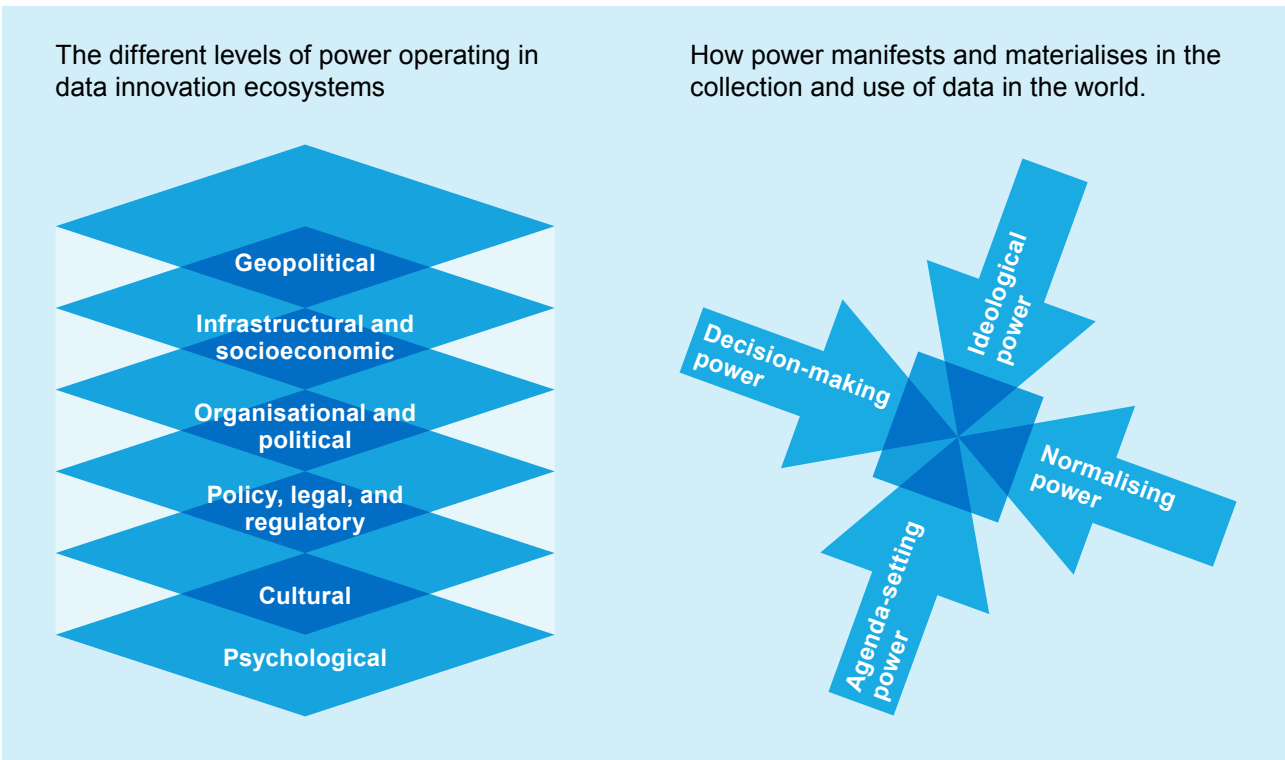 The different levels of power operating in
data innovation ecosystems
Geopolitical
Infrastructural and
socioeconomic
Organisational and
political
Policy, legal, and
regulatory
Cultural
Psychological
How power manifests and materialises in the
collection and use of data in the world.
Ideological
power
Decision-making
power
Normalising
power
Agenda-setting
power